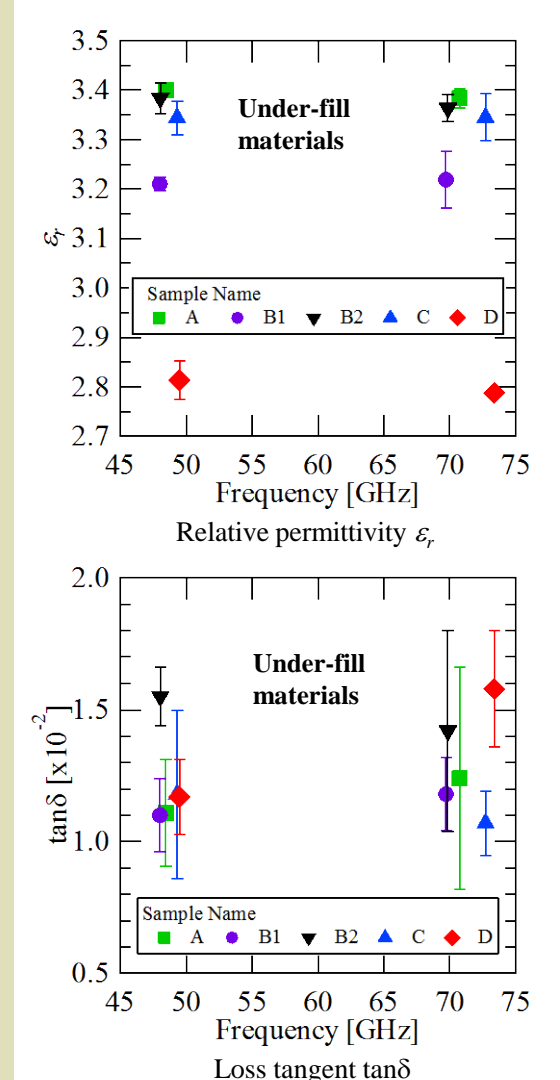 3.5
3.4
3.3
3.2
3.1
3.0
2.9
2.8
2.7
εr
Under-fill
materials
Sample Name
A B1 B2 C D
45 50 55 60 65 70 75
Frequency [GHz]
Relative permittivity εr
2.0
1.5
1.0
0.5
tanδ [x10⁻²]
Under-fill
materials
Sample Name
A B1 B2 C D
45 50 55 60 65 70 75
Frequency [GHz]
Loss tangent tanδ